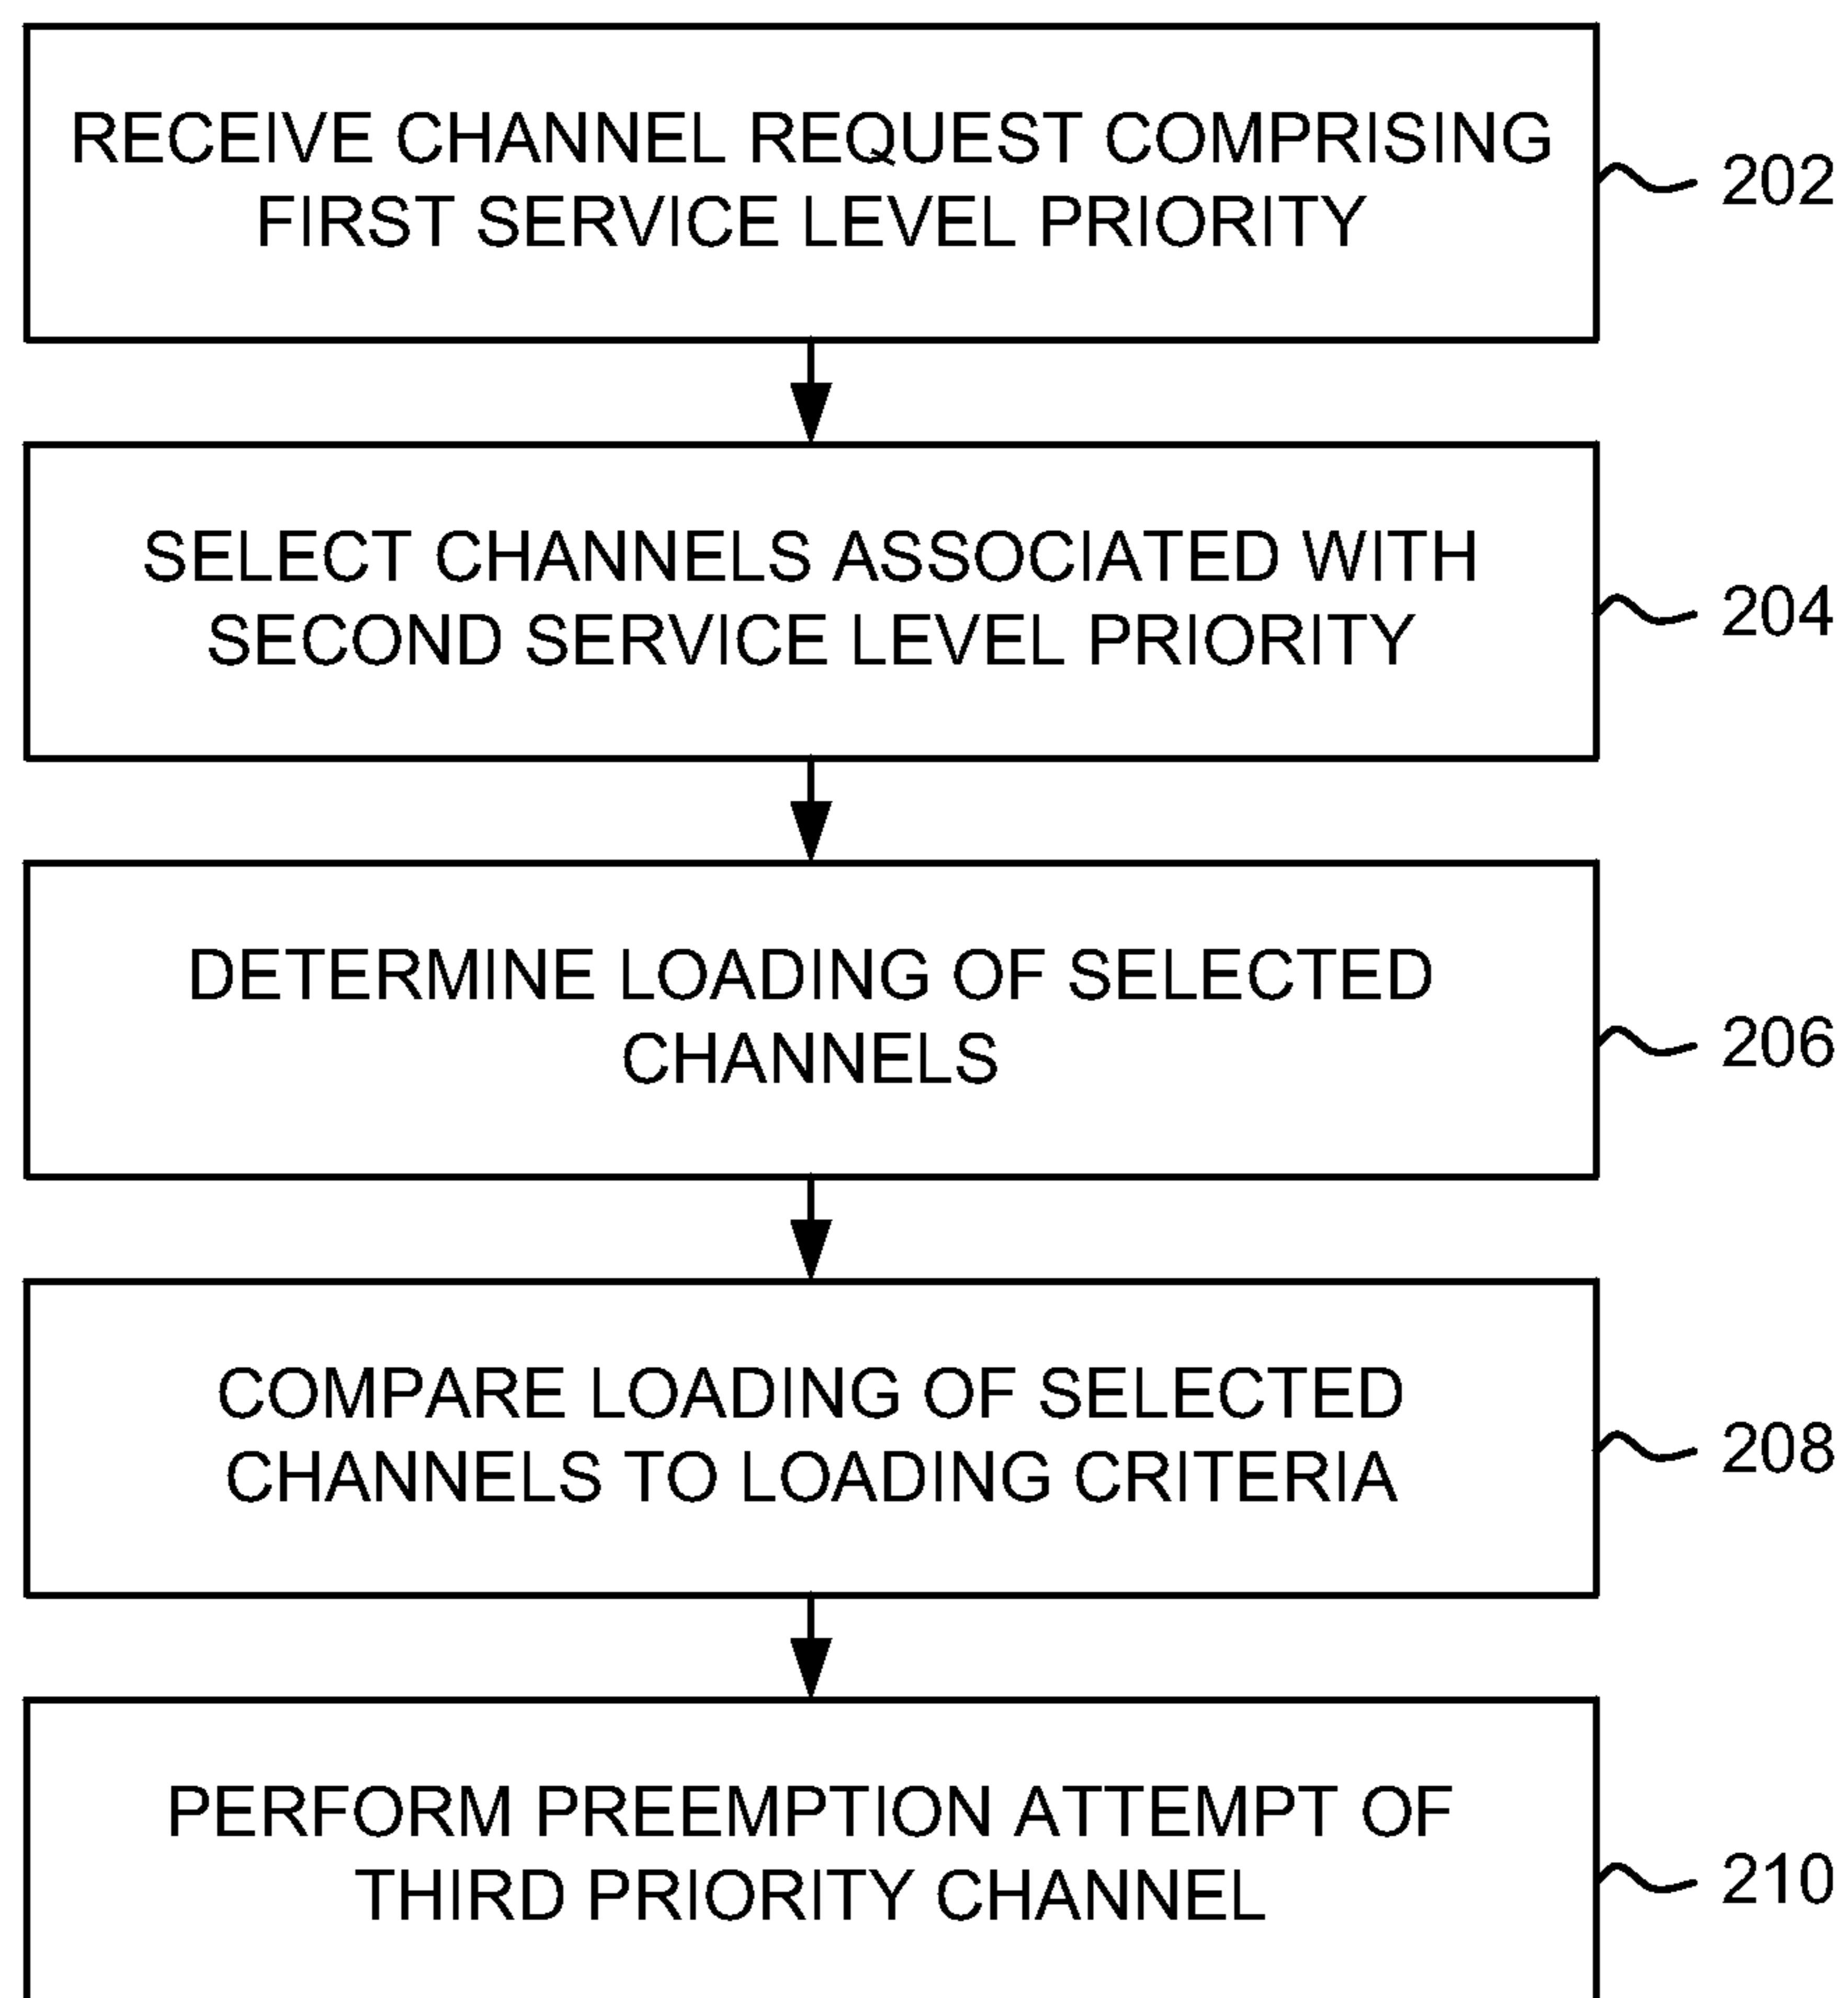 RECEIVE CHANNEL REQUEST COMPRISING
FIRST SERVICE LEVEL PRIORITY
202
SELECT CHANNELS ASSOCIATED WITH
SECOND SERVICE LEVEL PRIORITY
204
DETERMINE LOADING OF SELECTED
CHANNELS
206
COMPARE LOADING OF SELECTED
CHANNELS TO LOADING CRITERIA
208
PERFORM PREEMPTION ATTEMPT OF
THIRD PRIORITY CHANNEL
210